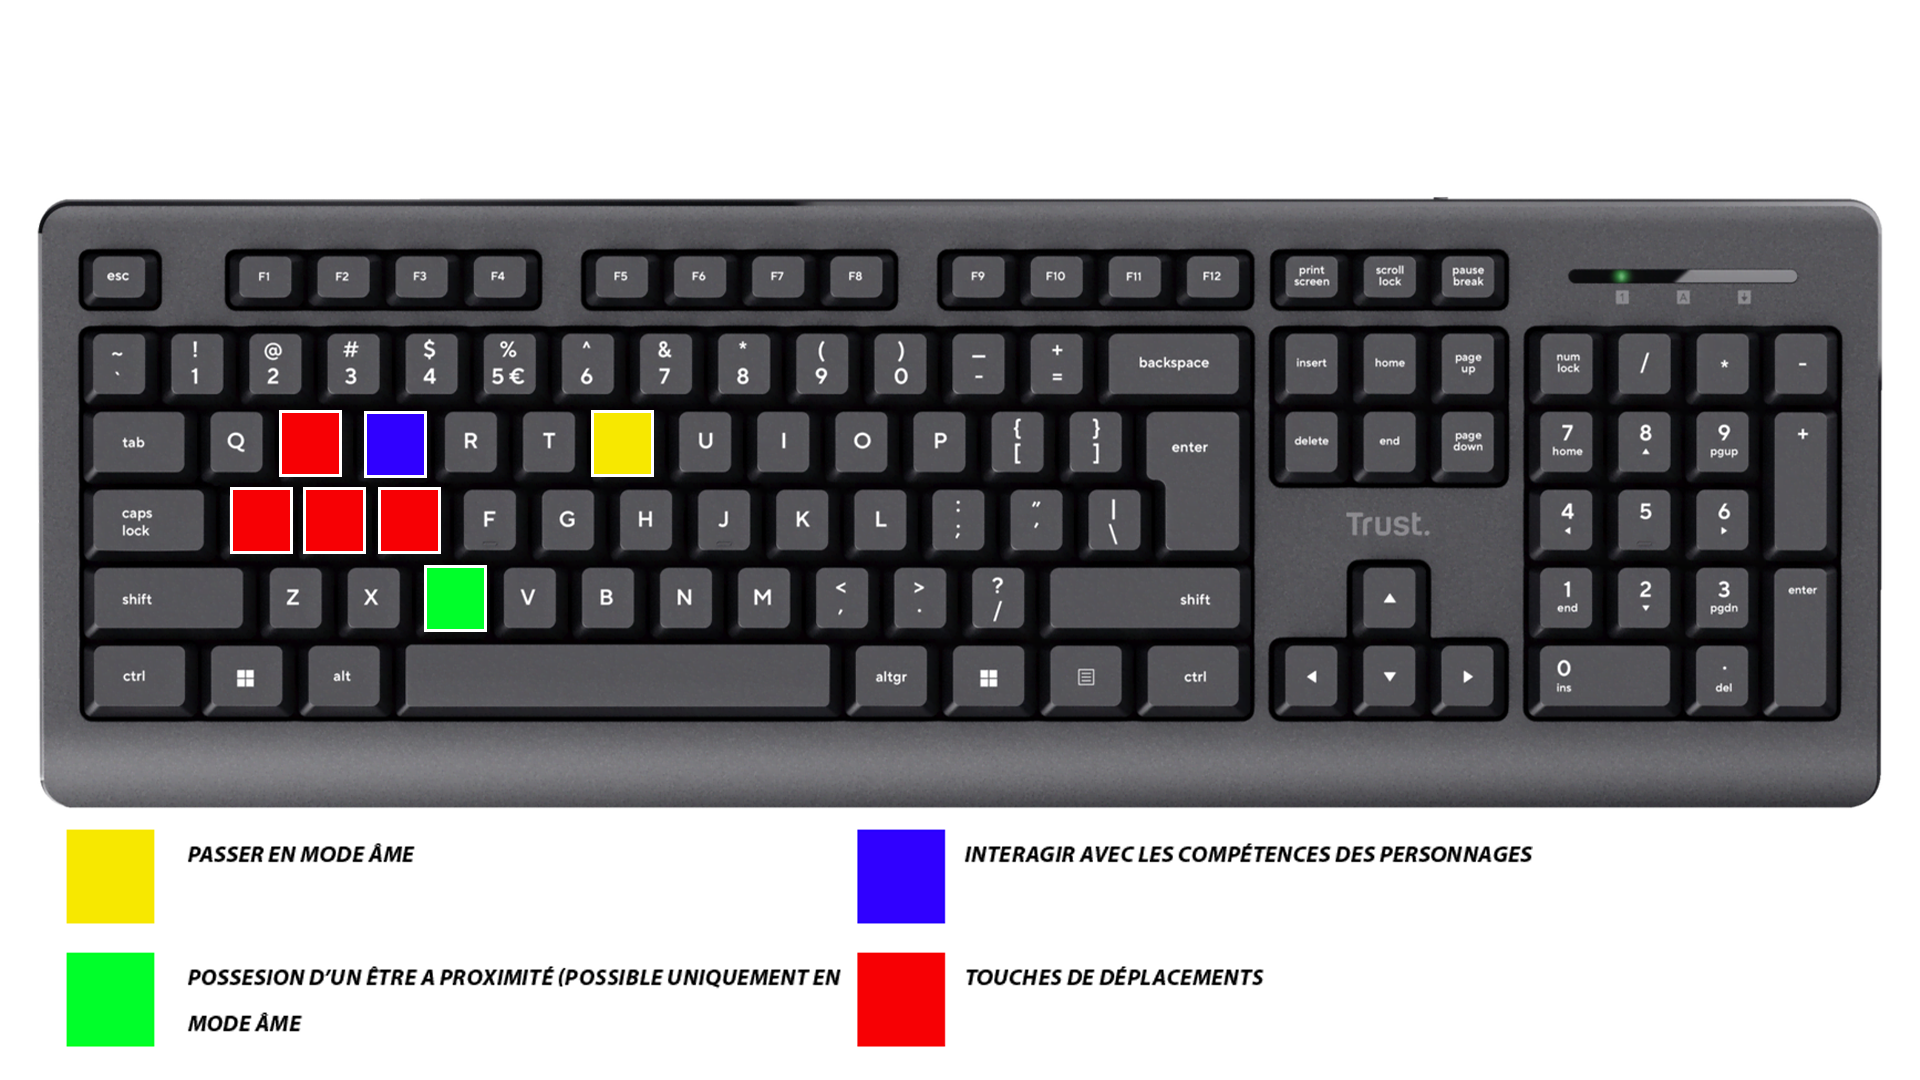 esc F1 F2 F3 F4 F5 F6 F7 F8 F9 F10 F11 F12 print screen scroll lock pause break
1 A
~ ` ! 1 @ 2 # 3 $ 4 % 5 € ^ 6 & 7 * 8 ( 9 ) 0 _ - + = backspace insert home page up num lock / * -
tab Q R T U I O P { [ } ] enter delete end page down 7 home 8 9 pgup +
caps lock F G H J K L : ; " ' | \ Trust. 4 5 6
shift Z X V B N M < , > . ? / shift 1 end 2 3 pgdn enter
ctrl alt altgr ctrl 0 ins . del
PASSER EN MODE ÂME
INTERAGIR AVEC LES COMPÉTENCES DES PERSONNAGES
POSSESION D’UN ÊTRE A PROXIMITÉ (POSSIBLE UNIQUEMENT EN
MODE ÂME
TOUCHES DE DÉPLACEMENTS